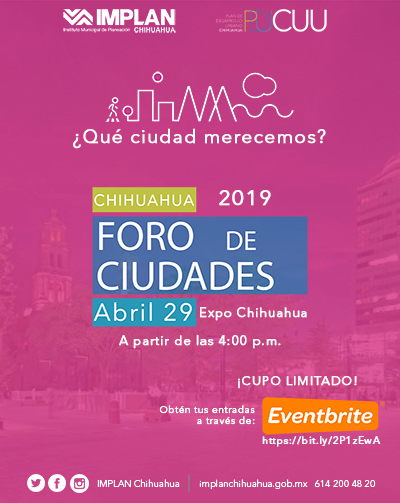 IMPLAN
Instituto Municipal de Planeación
CHIHUAHUA
PLAN DE
DESARROLLO
URBANO
CHIHUAHUA
PUCUU
¿Qué ciudad merecemos?
CHIHUAHUA 2019
FORO DE
CIUDADES
Abril 29 Expo Chihuahua
A partir de las 4:00 p.m.
¡CUPO LIMITADO!
Obtén tus entradas
a través de:
Eventbrite
https://bit.ly/2P1zEwA
IMPLAN Chihuahua
implanchihuahua.gob.mx 614 200 48 20